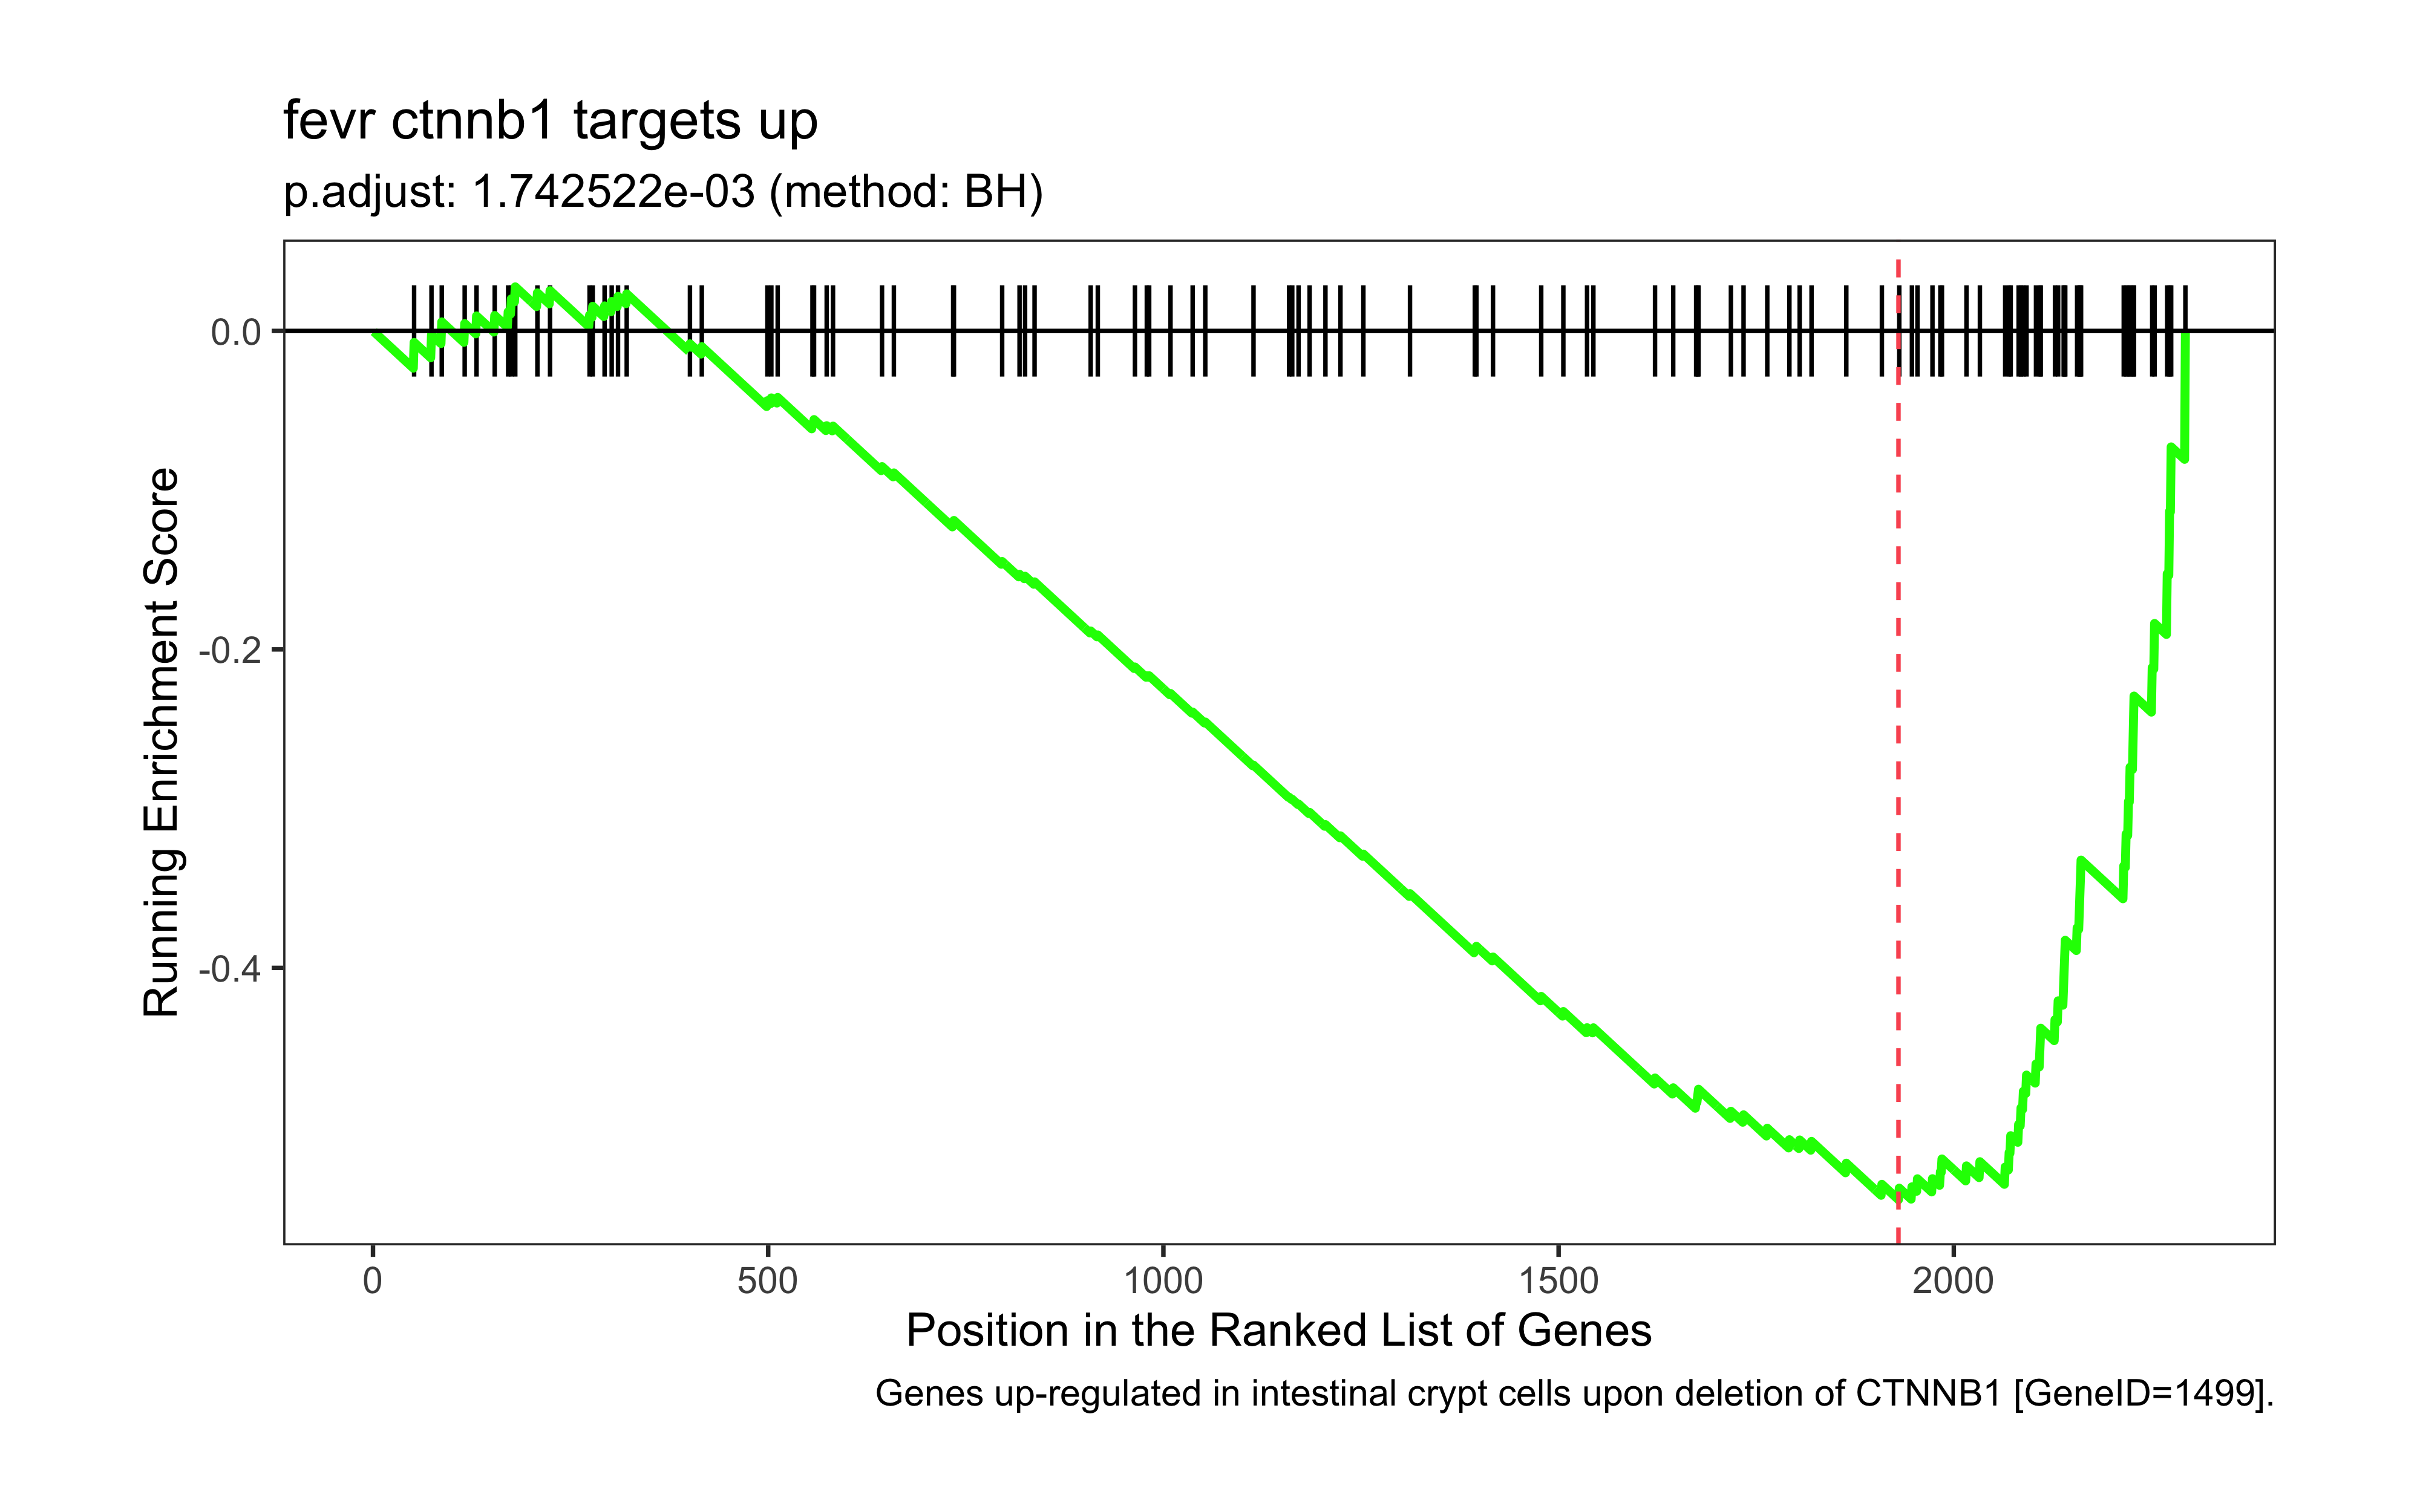 fevr ctnnb1 targets up
p.adjust: 1.742522e-03 (method: BH)
Running Enrichment Score
0.0
-0.2
-0.4
0
500
1000
1500
2000
Position in the Ranked List of Genes
Genes up-regulated in intestinal crypt cells upon deletion of CTNNB1 [GeneID=1499].